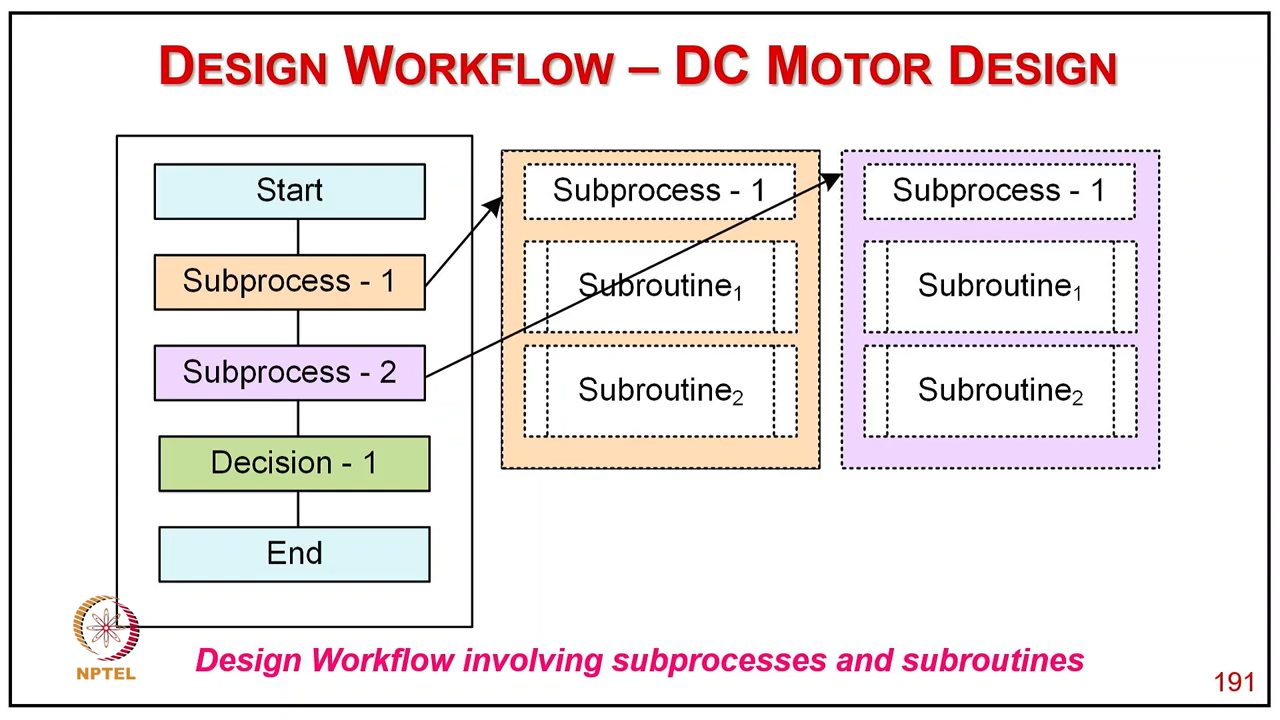 DESIGN WORKFLOW – DC MOTOR DESIGN
Start
Subprocess - 1
Subprocess - 2
Decision - 1
End
Subprocess - 1
Subroutine₁
Subroutine₂
Subprocess - 1
Subroutine₁
Subroutine₂
NPTEL
Design Workflow involving subprocesses and subroutines
191